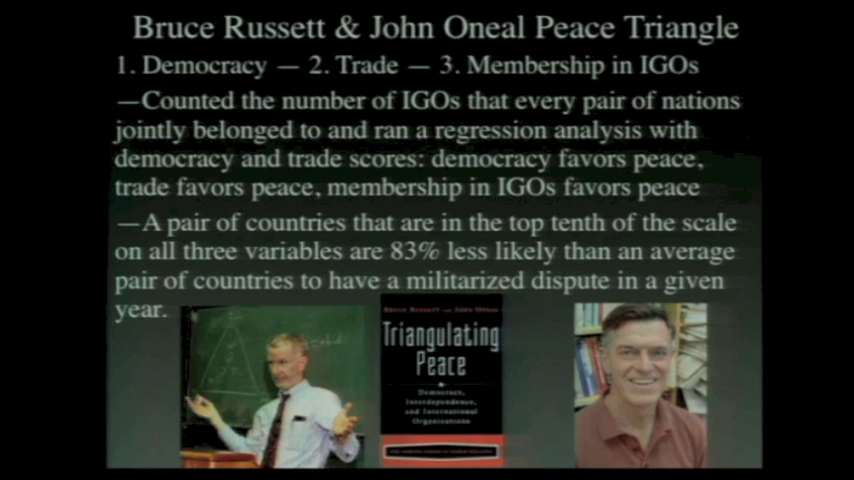 Bruce Russett & John Oneal Peace Triangle
1. Democracy — 2. Trade — 3. Membership in IGOs
—Counted the number of IGOs that every pair of nations
jointly belonged to and ran a regression analysis with
democracy and trade scores: democracy favors peace,
trade favors peace, membership in IGOs favors peace
—A pair of countries that are in the top tenth of the scale
on all three variables are 83% less likely than an average
pair of countries to have a militarized dispute in a given
year.
Bruce Russett and John Oneal
Triangulating
Peace
Democracy,
Interdependence,
and International
Organizations